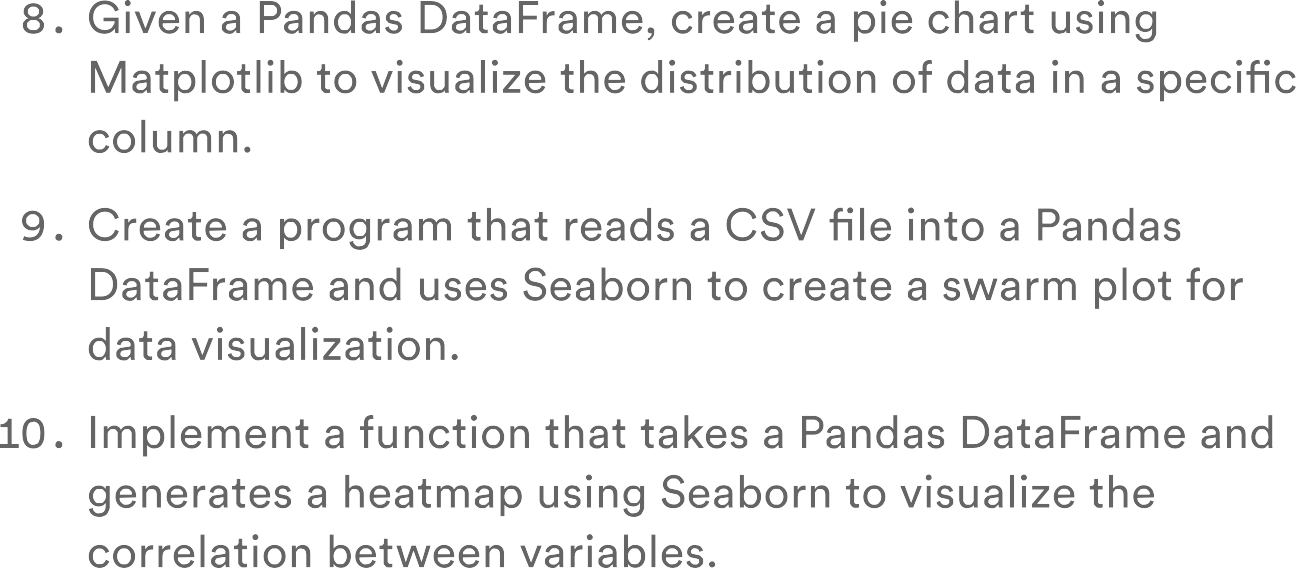 8. Given a Pandas DataFrame, create a pie chart using
Matplotlib to visualize the distribution of data in a specific
column.
9. Create a program that reads a CSV file into a Pandas
DataFrame and uses Seaborn to create a swarm plot for
data visualization.
10. Implement a function that takes a Pandas DataFrame and
generates a heatmap using Seaborn to visualize the
correlation between variables.